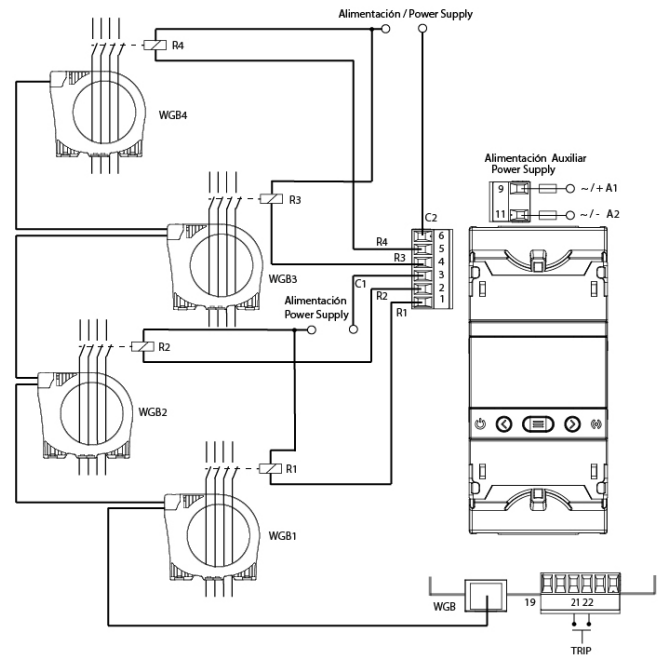 Alimentación / Power Supply
R4
WGB4
Alimentación Auxiliar
Power Supply
9 ~ / + A1
11 ~ / - A2
R3
C2
6
R4 5
R3 4
3
C1
R2 2
R1 1
WGB3
Alimentación
Power Supply
R2
WGB2
R1
WGB1
WGB
19 21 22
TRIP